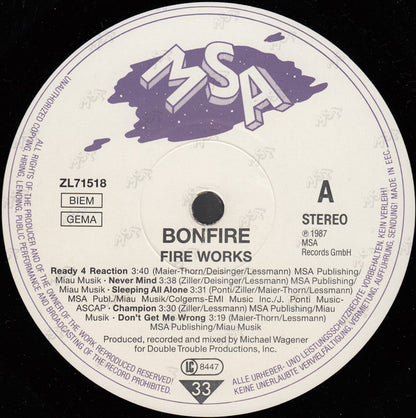 MSA
ZL71518
BIEM
GEMA
A
STEREO
℗ 1987
MSA
Records GmbH
BONFIRE
FIRE WORKS
Ready 4 Reaction 3:40 (Maier-Thorn/Deisinger/Lessmann) MSA Publishing/
Miau Musik · Never Mind 3:38 (Ziller/Deisinger/Lessmann) MSA Publishing/
Miau Musik · Sleeping All Alone 3:31 (Ponti/Ziller/Maier-Thorn/Lessmann)
MSA Publ./Miau Musik/Colgems-EMI Music Inc./J. Ponti Music-
ASCAP · Champion 3:30 (Ziller/Maier-Thorn/Lessmann) MSA Publishing/
Miau Musik · Don't Get Me Wrong 3:19 (Maier-Thorn/Lessmann)
MSA Publishing/Miau Musik
Produced, recorded and mixed by Michael Wagener
for Double Trouble Productions, Inc.
LC 8447
33
ALL RIGHTS OF THE PRODUCER AND OF THE OWNER OF THE WORK REPRODUCED RESERVED!
UNAUTHORIZED COPYING, HIRING, LENDING, PUBLIC PERFORMANCE AND BROADCASTING OF THE RECORD PROHIBITED.
ALLE URHEBER- UND LEISTUNGSSCHUTZRECHTE VORBEHALTEN. KEIN VERLEIH!
KEINE UNERLAUBTE VERVIELFÄLTIGUNG, VERMIETUNG, AUFFÜHRUNG, SENDUNG! MADE IN EEC